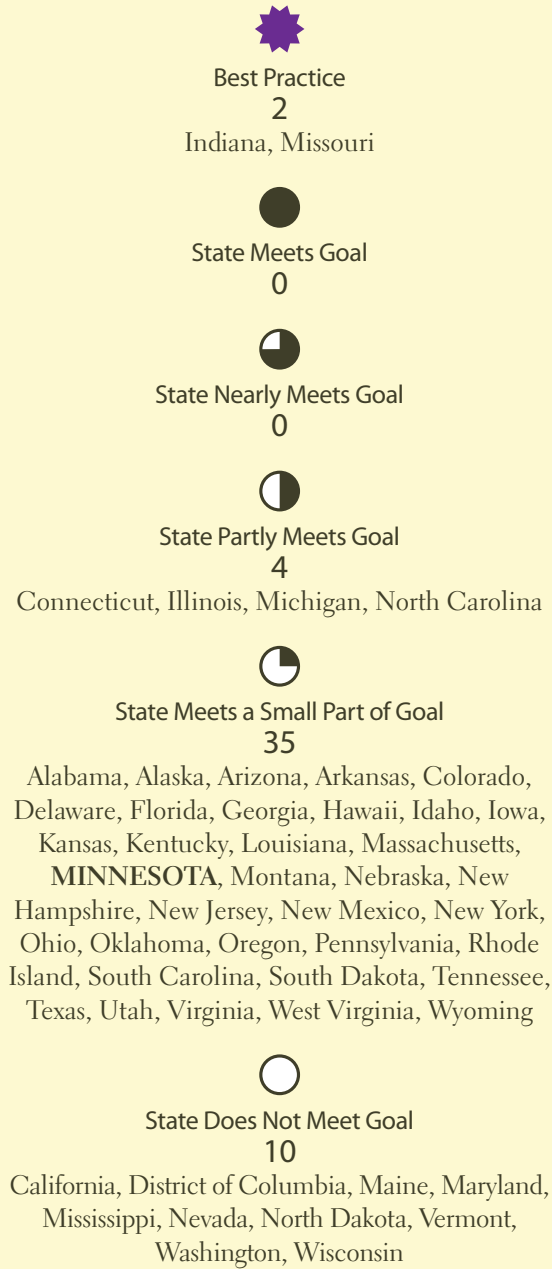 Best Practice
2
Indiana, Missouri
State Meets Goal
0
State Nearly Meets Goal
0
State Partly Meets Goal
4
Connecticut, Illinois, Michigan, North Carolina
State Meets a Small Part of Goal
35
Alabama, Alaska, Arizona, Arkansas, Colorado,
Delaware, Florida, Georgia, Hawaii, Idaho, Iowa,
Kansas, Kentucky, Louisiana, Massachusetts,
MINNESOTA, Montana, Nebraska, New
Hampshire, New Jersey, New Mexico, New York,
Ohio, Oklahoma, Oregon, Pennsylvania, Rhode
Island, South Carolina, South Dakota, Tennessee,
Texas, Utah, Virginia, West Virginia, Wyoming
State Does Not Meet Goal
10
California, District of Columbia, Maine, Maryland,
Mississippi, Nevada, North Dakota, Vermont,
Washington, Wisconsin